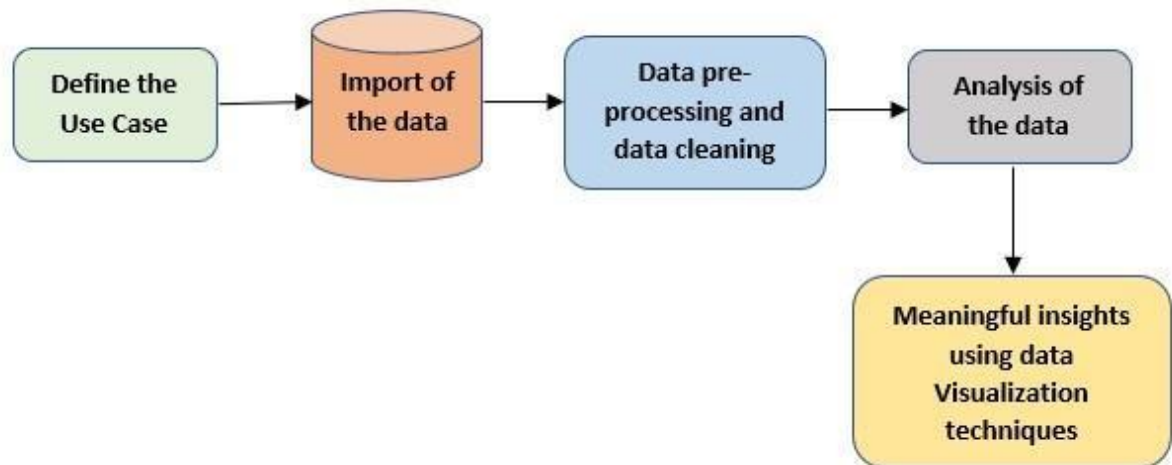 Define the
Use Case
Import of
the data
Data pre-
processing and
data cleaning
Analysis of
the data
Meaningful insights
using data
Visualization
techniques